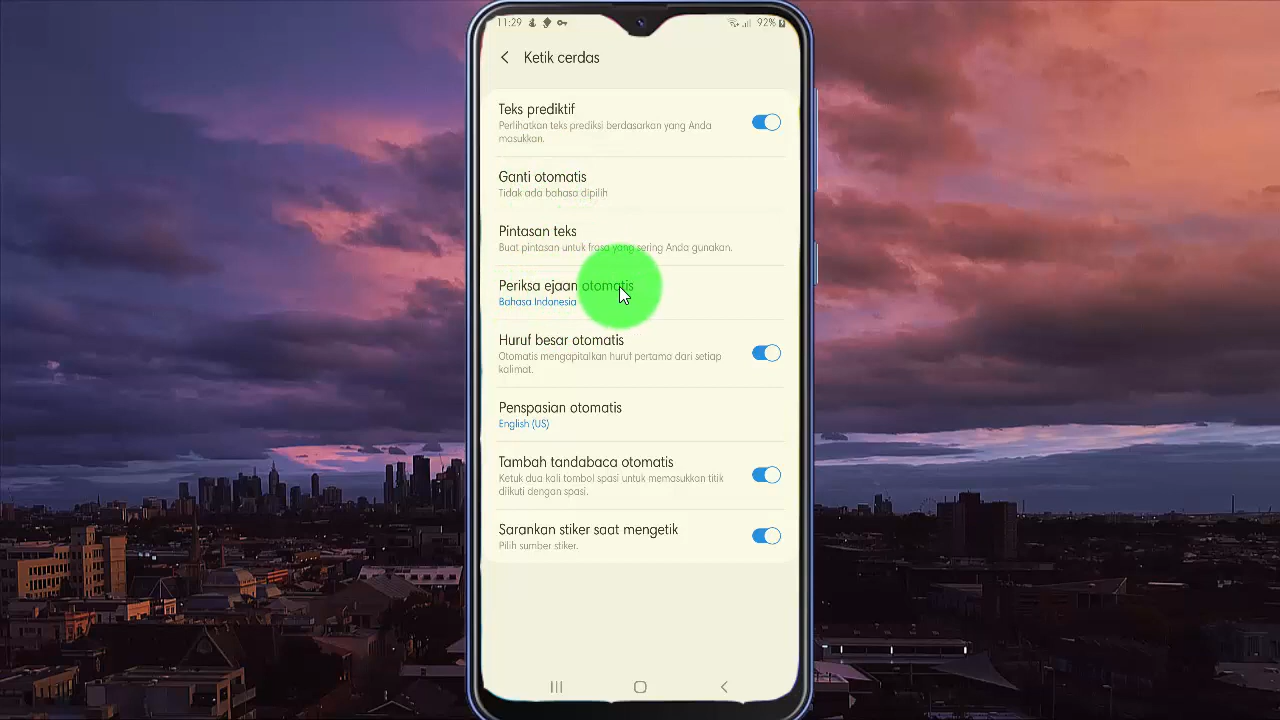 11:29 92%
Ketik cerdas
Teks prediktif
Perlihatkan teks prediksi berdasarkan yang Anda
masukkan.
Ganti otomatis
Tidak ada bahasa dipilih
Pintasan teks
Buat pintasan untuk frasa yang sering Anda gunakan.
Periksa ejaan otomatis
Bahasa Indonesia
Huruf besar otomatis
Otomatis mengapitalkan huruf pertama dari setiap
kalimat.
Penspasian otomatis
English (US)
Tambah tandabaca otomatis
Ketuk dua kali tombol spasi untuk memasukkan titik
diikuti dengan spasi.
Sarankan stiker saat mengetik
Pilih sumber stiker.